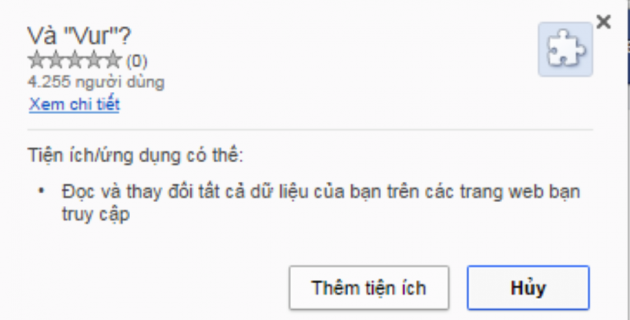 Và "Vur"?
(0)
4.255 người dùng
Xem chi tiết
Tiện ích/ứng dụng có thể:
• Đọc và thay đổi tất cả dữ liệu của bạn trên các trang web bạn
truy cập
Thêm tiện ích
Hủy